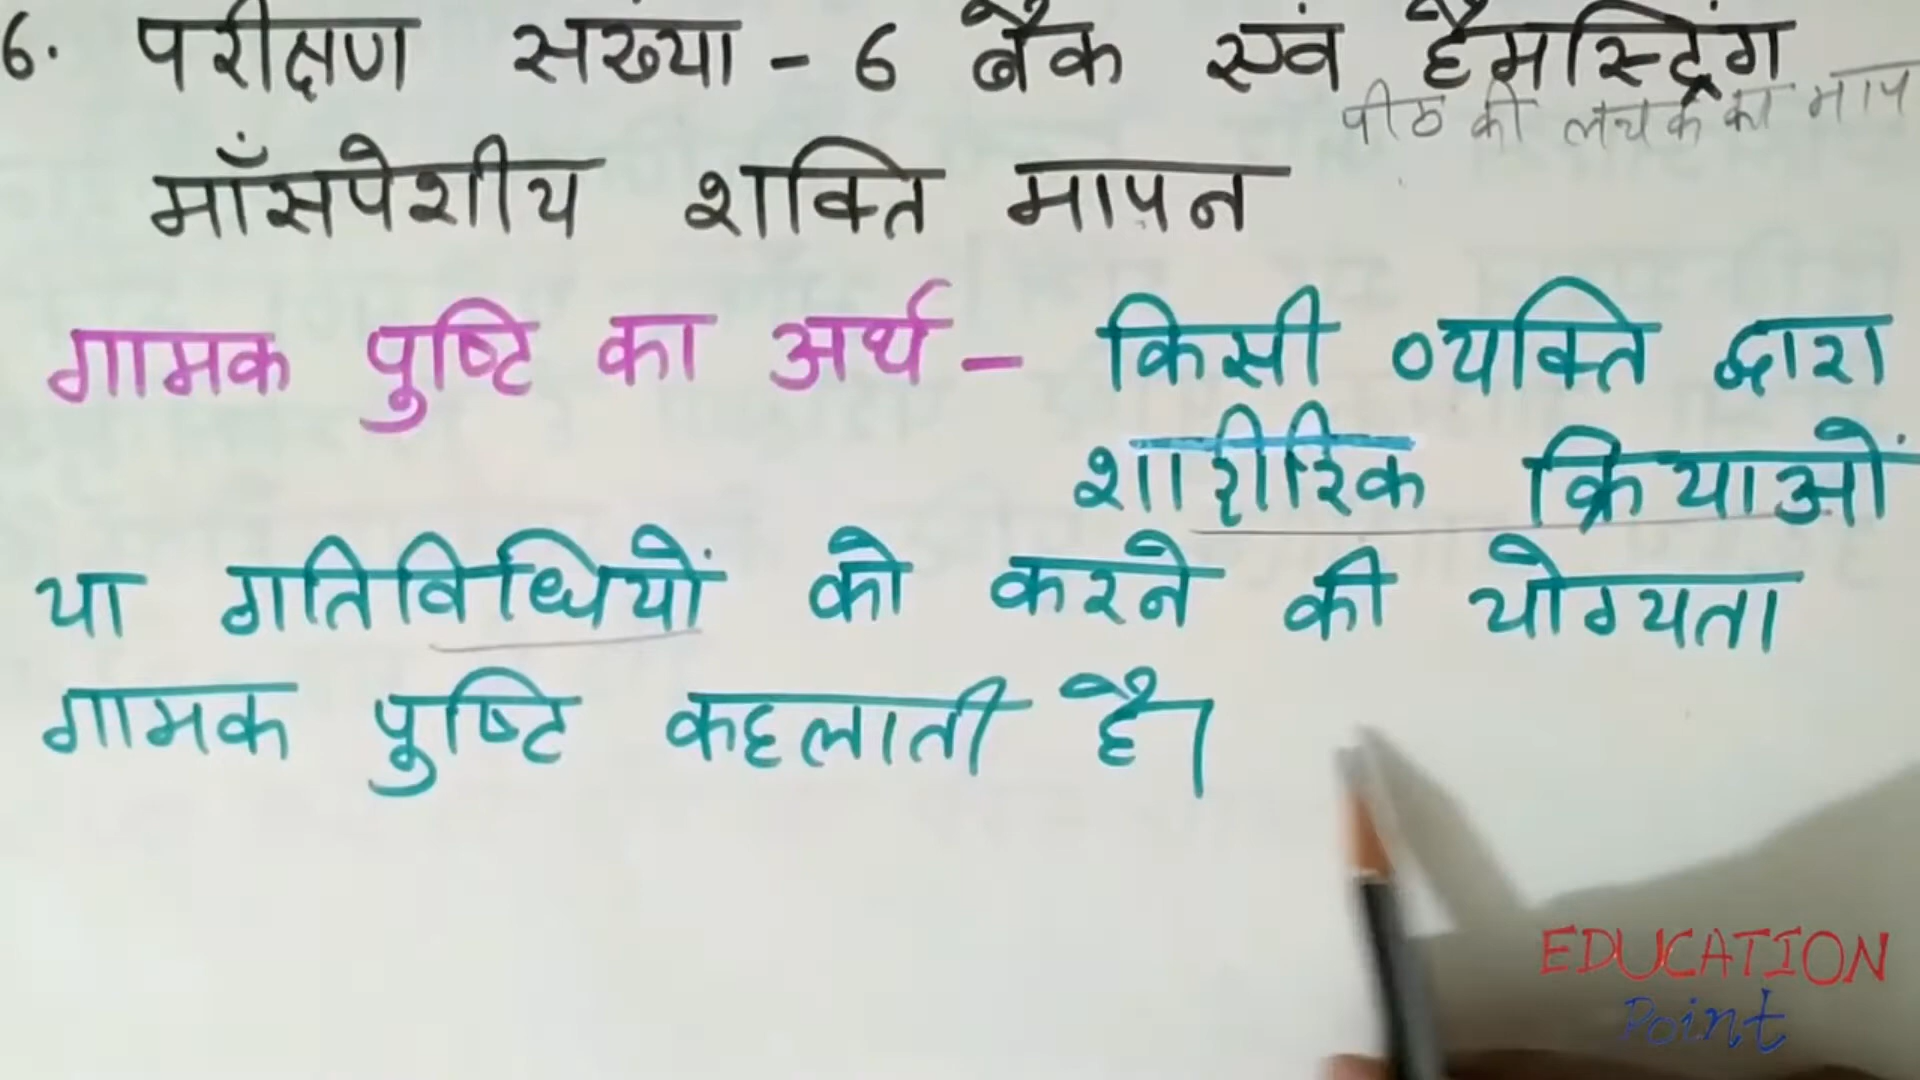 6. परीक्षण संख्या - 6 बैक एवं हैमस्ट्रिंग
पीठ की लचक का माप
माँसपेशीय शक्ति मापन
गामक पुष्टि का अर्थ - किसी व्यक्ति द्वारा
शारीरिक क्रियाओं
या गतिविधियों को करने की योग्यता
गामक पुष्टि कहलाती है।
EDUCATION
Point